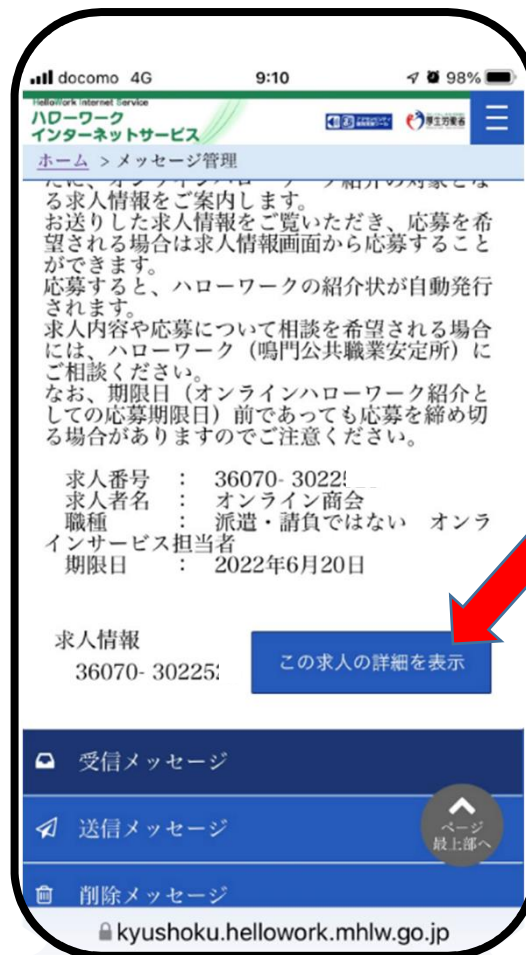 docomo 4G 9:10 98%
HelloWork Internet Service
ハローワーク
インターネットサービス
厚生労働省
ホーム > メッセージ管理
る求人情報をご案内します。
お送りした求人情報をご覧いただき、応募を希
望される場合は求人情報画面から応募すること
ができます。
応募すると、ハローワークの紹介状が自動発行
されます。
求人内容や応募について相談を希望される場合
には、ハローワーク（鳴門公共職業安定所）に
ご相談ください。
なお、期限日（オンラインハローワーク紹介と
しての応募期限日）前であっても応募を締め切
る場合がありますのでご注意ください。
求人番号 ： 36070- 30225
求人者名 ： オンライン商会
職種 ： 派遣・請負ではない オンラ
インサービス担当者
期限日 ： 2022年6月20日
求人情報
36070- 302252
この求人の詳細を表示
受信メッセージ
送信メッセージ
ページ
最上部へ
削除メッセージ
kyushoku.hellowork.mhlw.go.jp